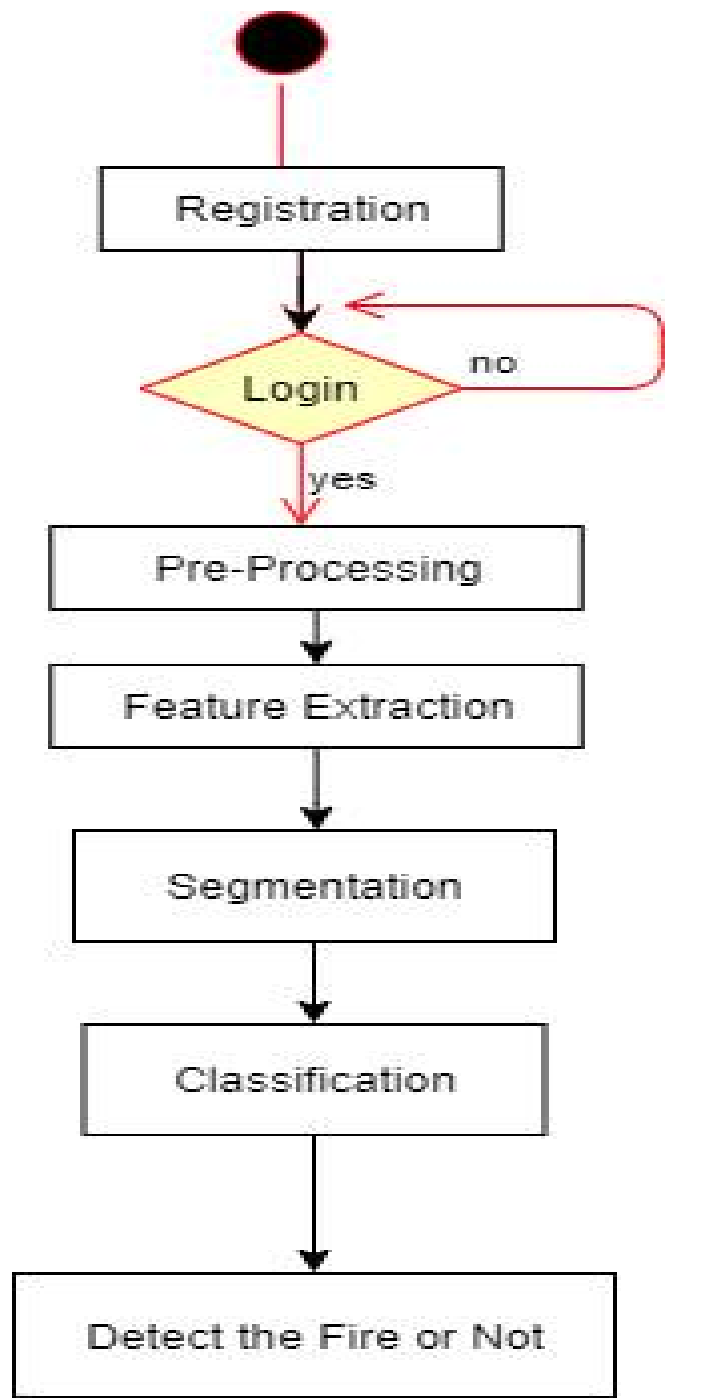 Registration
no
Login
yes
Pre-Processing
Feature Extraction
Segmentation
Classification
Detect the Fire or Not